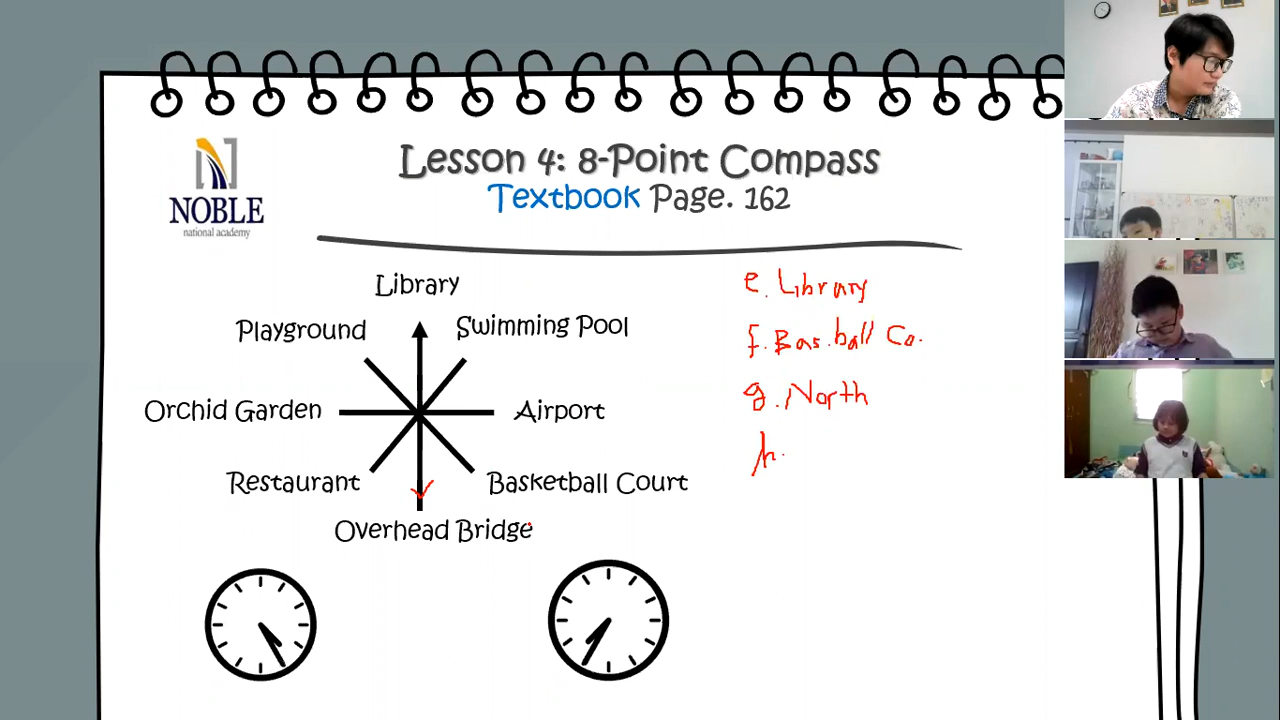 Lesson 4: 8-Point Compass
Textbook Page. 162
NOBLE
national academy
Library
Playground
Swimming Pool
Orchid Garden
Airport
Restaurant
Basketball Court
Overhead Bridge
e. Library
f. Bas.ball Co.
g. North
h.